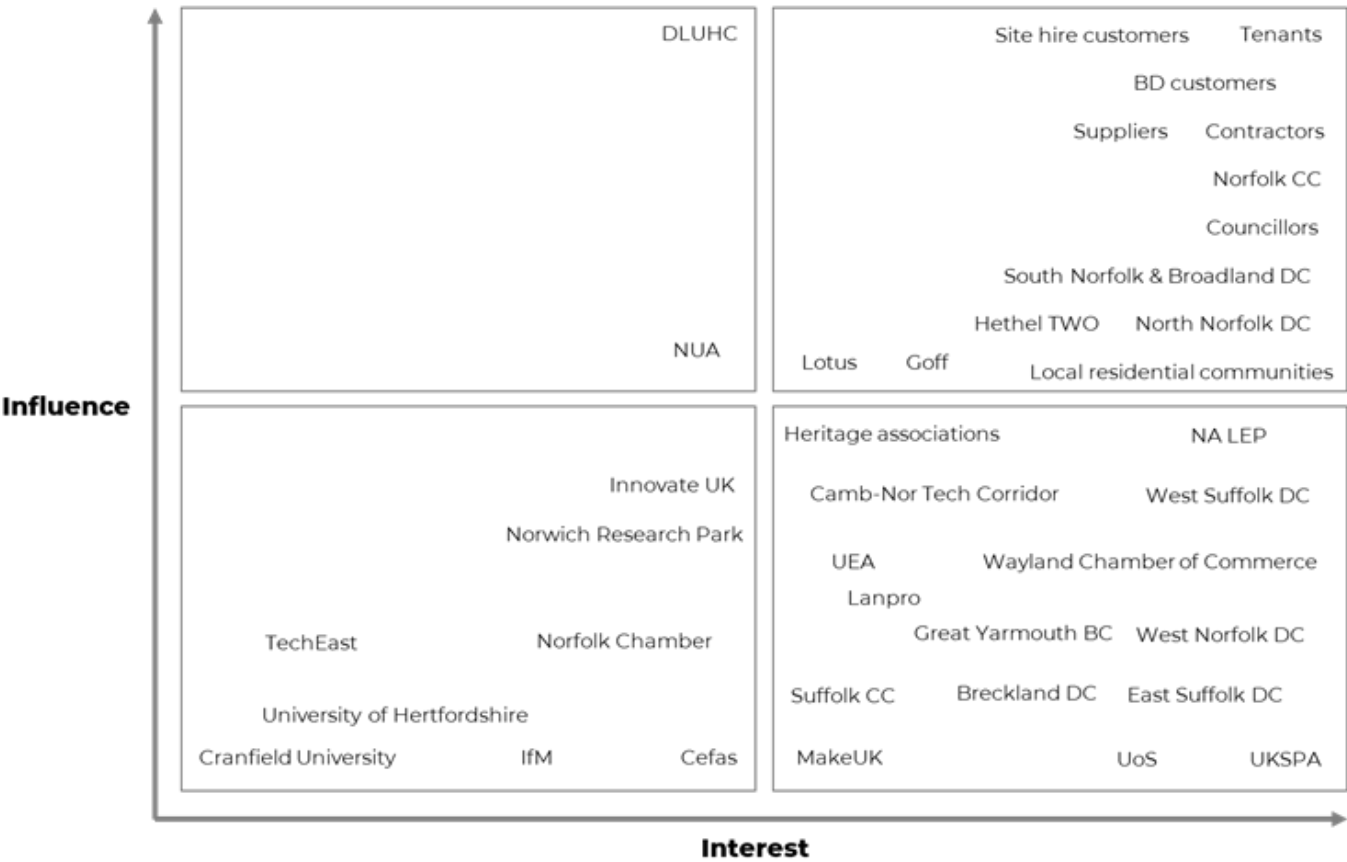 DLUHC
NUA
Site hire customers Tenants
BD customers
Suppliers Contractors
Norfolk CC
Councillors
South Norfolk & Broadland DC
Hethel TWO North Norfolk DC
Lotus Goff Local residential communities
Influence
Innovate UK
Norwich Research Park
TechEast Norfolk Chamber
University of Hertfordshire
Cranfield University IfM Cefas
Heritage associations NA LEP
Camb-Nor Tech Corridor West Suffolk DC
UEA Wayland Chamber of Commerce
Lanpro
Great Yarmouth BC West Norfolk DC
Suffolk CC Breckland DC East Suffolk DC
MakeUK UoS UKSPA
Interest